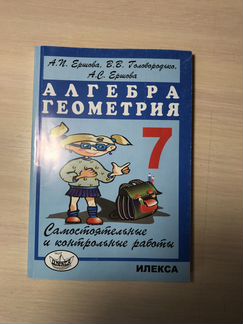 А.П. Ершова, В.В. Голобородько,
А.С. Ершова
АЛГЕБРА
ГЕОМЕТРИЯ
7
Самостоятельные
и контрольные работы
ИЛЕКСА